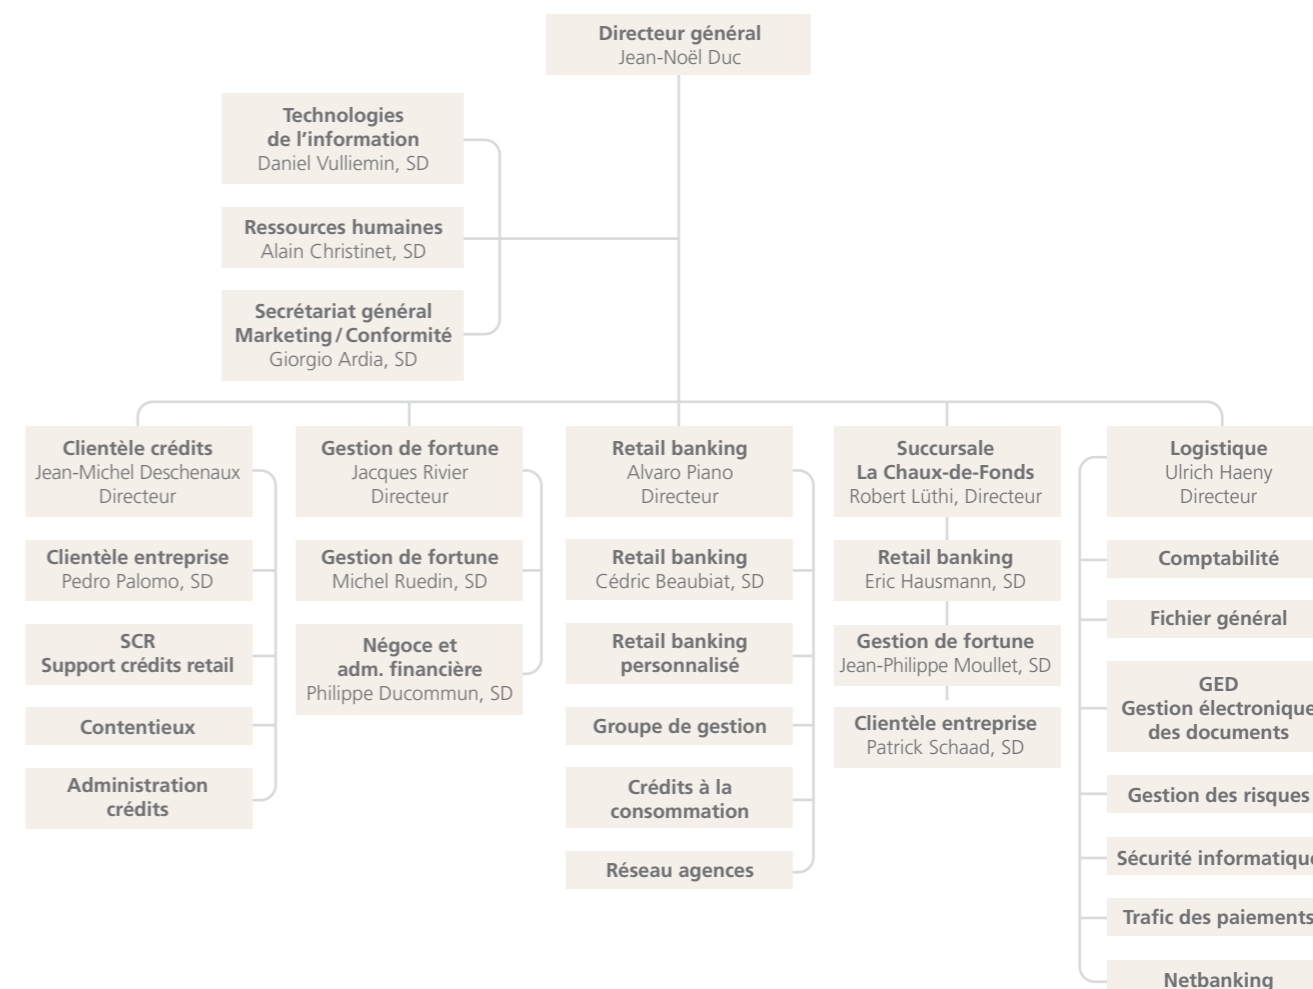 Directeur général
Jean-Noël Duc
Technologies
de l’information
Daniel Vulliemin, SD
Ressources humaines
Alain Christinet, SD
Secrétariat général
Marketing / Conformité
Giorgio Ardia, SD
Clientèle crédits
Jean-Michel Deschenaux
Directeur
Clientèle entreprise
Pedro Palomo, SD
SCR
Support crédits retail
Contentieux
Administration
crédits
Gestion de fortune
Jacques Rivier
Directeur
Gestion de fortune
Michel Ruedin, SD
Négoce et
adm. financière
Philippe Ducommun, SD
Retail banking
Alvaro Piano
Directeur
Retail banking
Cédric Beaubiat, SD
Retail banking
personnalisé
Groupe de gestion
Crédits à la
consommation
Réseau agences
Succursale
La Chaux-de-Fonds
Robert Lüthi, Directeur
Retail banking
Eric Hausmann, SD
Gestion de fortune
Jean-Philippe Moullet, SD
Clientèle entreprise
Patrick Schaad, SD
Logistique
Ulrich Haeny
Directeur
Comptabilité
Fichier général
GED
Gestion électronique
des documents
Gestion des risques
Sécurité informatique
Trafic des paiements
Netbanking